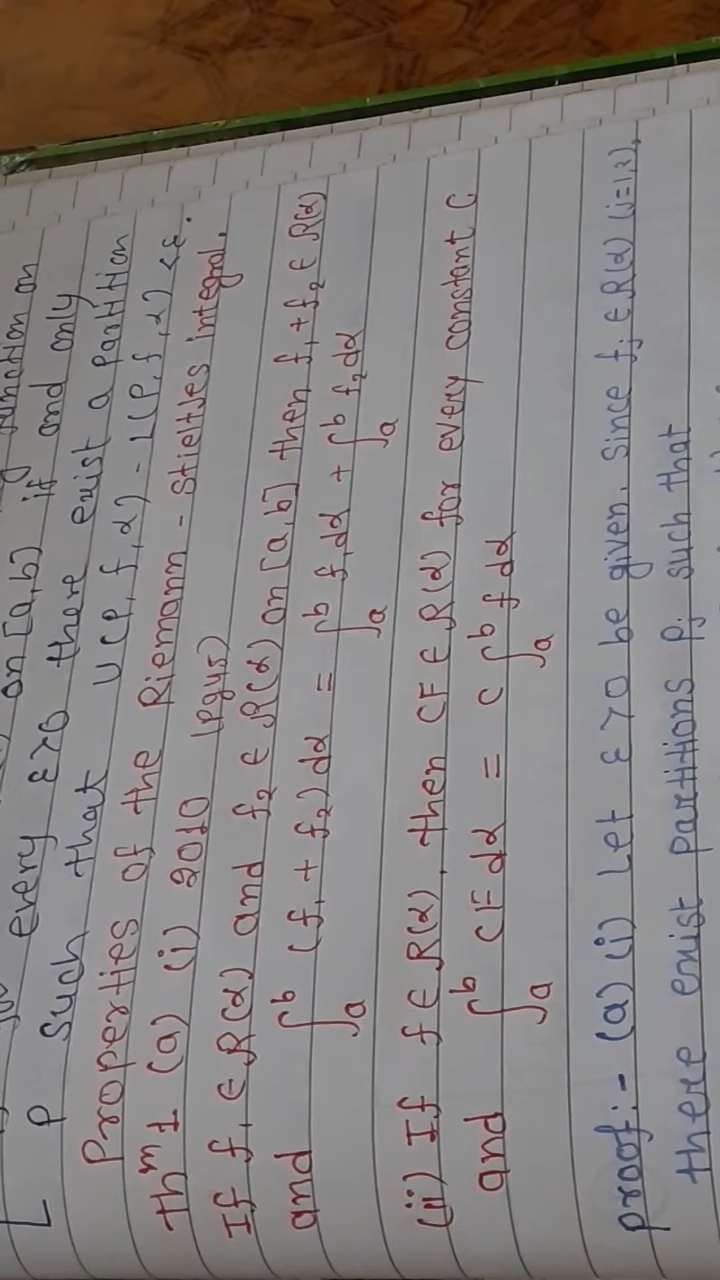 function on
every ε>0 on [a,b] if and only
P such that there exist a partition
U(P, f, α) - L(P, f, α) < ε.
Properties of the Riemann - Stieltjes integral.
Thm 1 (a) (i) 2010 (pg45)
If f₁ ∈ R(α) and f₂ ∈ R(α) on [a,b] then f₁ + f₂ ∈ R(α)
and ∫ₐᵇ (f₁ + f₂) dα = ∫ₐᵇ f₁ dα + ∫ₐᵇ f₂ dα
(ii) If f ∈ R(α), then CF ∈ R(α) for every constant C
and ∫ₐᵇ CF dα = C ∫ₐᵇ f dα
proof:- (a) (i) Let ε>0 be given. Since fⱼ ∈ R(α) (j=1,2),
there exist partitions Pⱼ such that